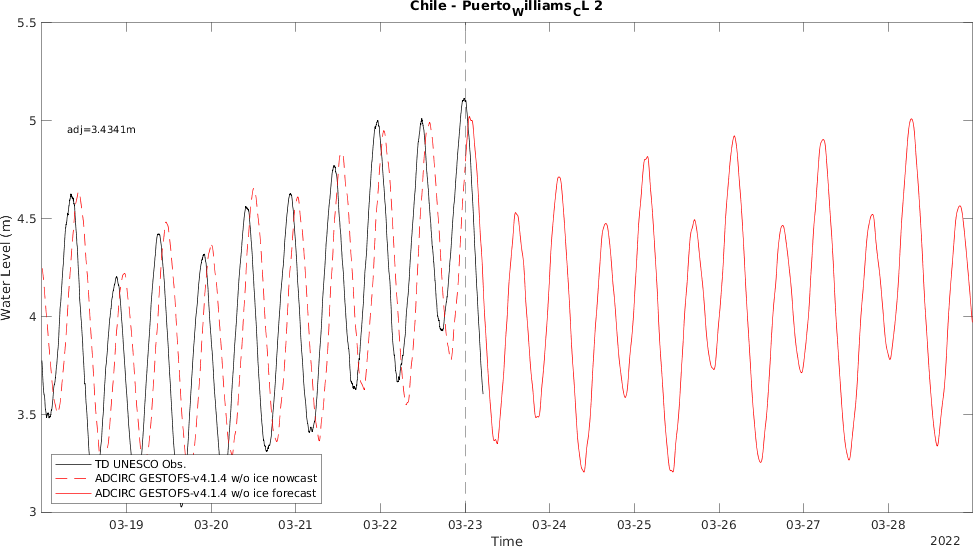 Chile - Puerto_Williams_CL 2
5.5
5
4.5
4
3.5
3
Water Level (m)
adj=3.4341m
TD UNESCO Obs.
ADCIRC GESTOFS-v4.1.4 w/o ice nowcast
ADCIRC GESTOFS-v4.1.4 w/o ice forecast
03-19 03-20 03-21 03-22 03-23 03-24 03-25 03-26 03-27 03-28
Time
2022